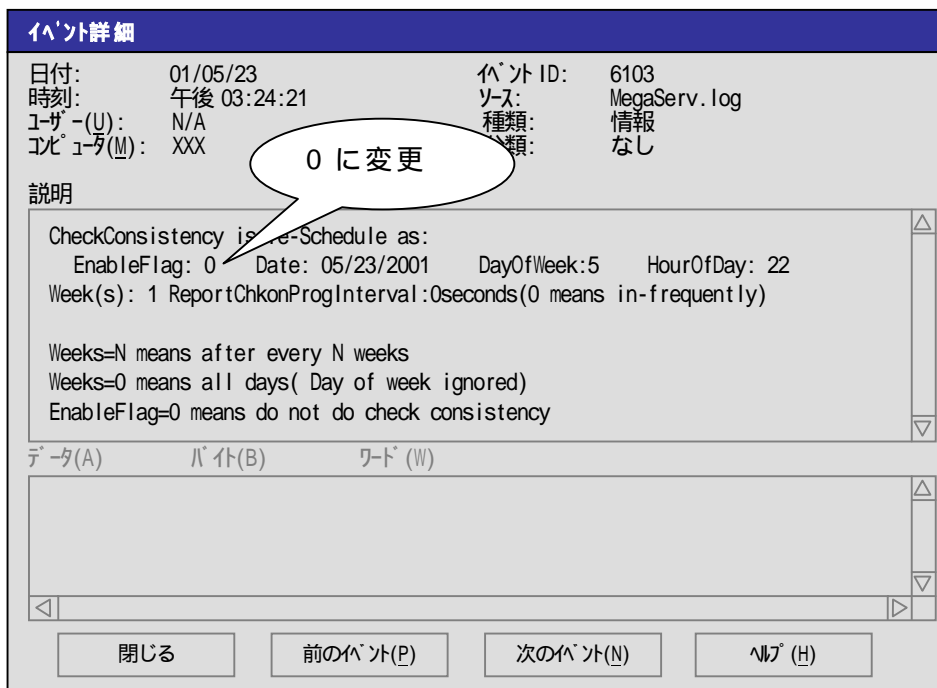 イベント詳細
日付: 01/05/23 イベント ID: 6103
時刻: 午後 03:24:21 ソース: MegaServ.log
ユーザー(U): N/A 種類: 情報
コンピュータ(M): XXX 類: なし
0 に変更
説明
CheckConsistency is re-Schedule as:
EnableFlag: 0 Date: 05/23/2001 DayOfWeek:5 HourOfDay: 22
Week(s): 1 ReportChkonProgInterval:0seconds(0 means in-frequently)
Weeks=N means after every N weeks
Weeks=0 means all days( Day of week ignored)
EnableFlag=0 means do not do check consistency
データ(A) バイト(B) ワード(W)
閉じる 前のイベント(P) 次のイベント(N) ヘルプ(H)